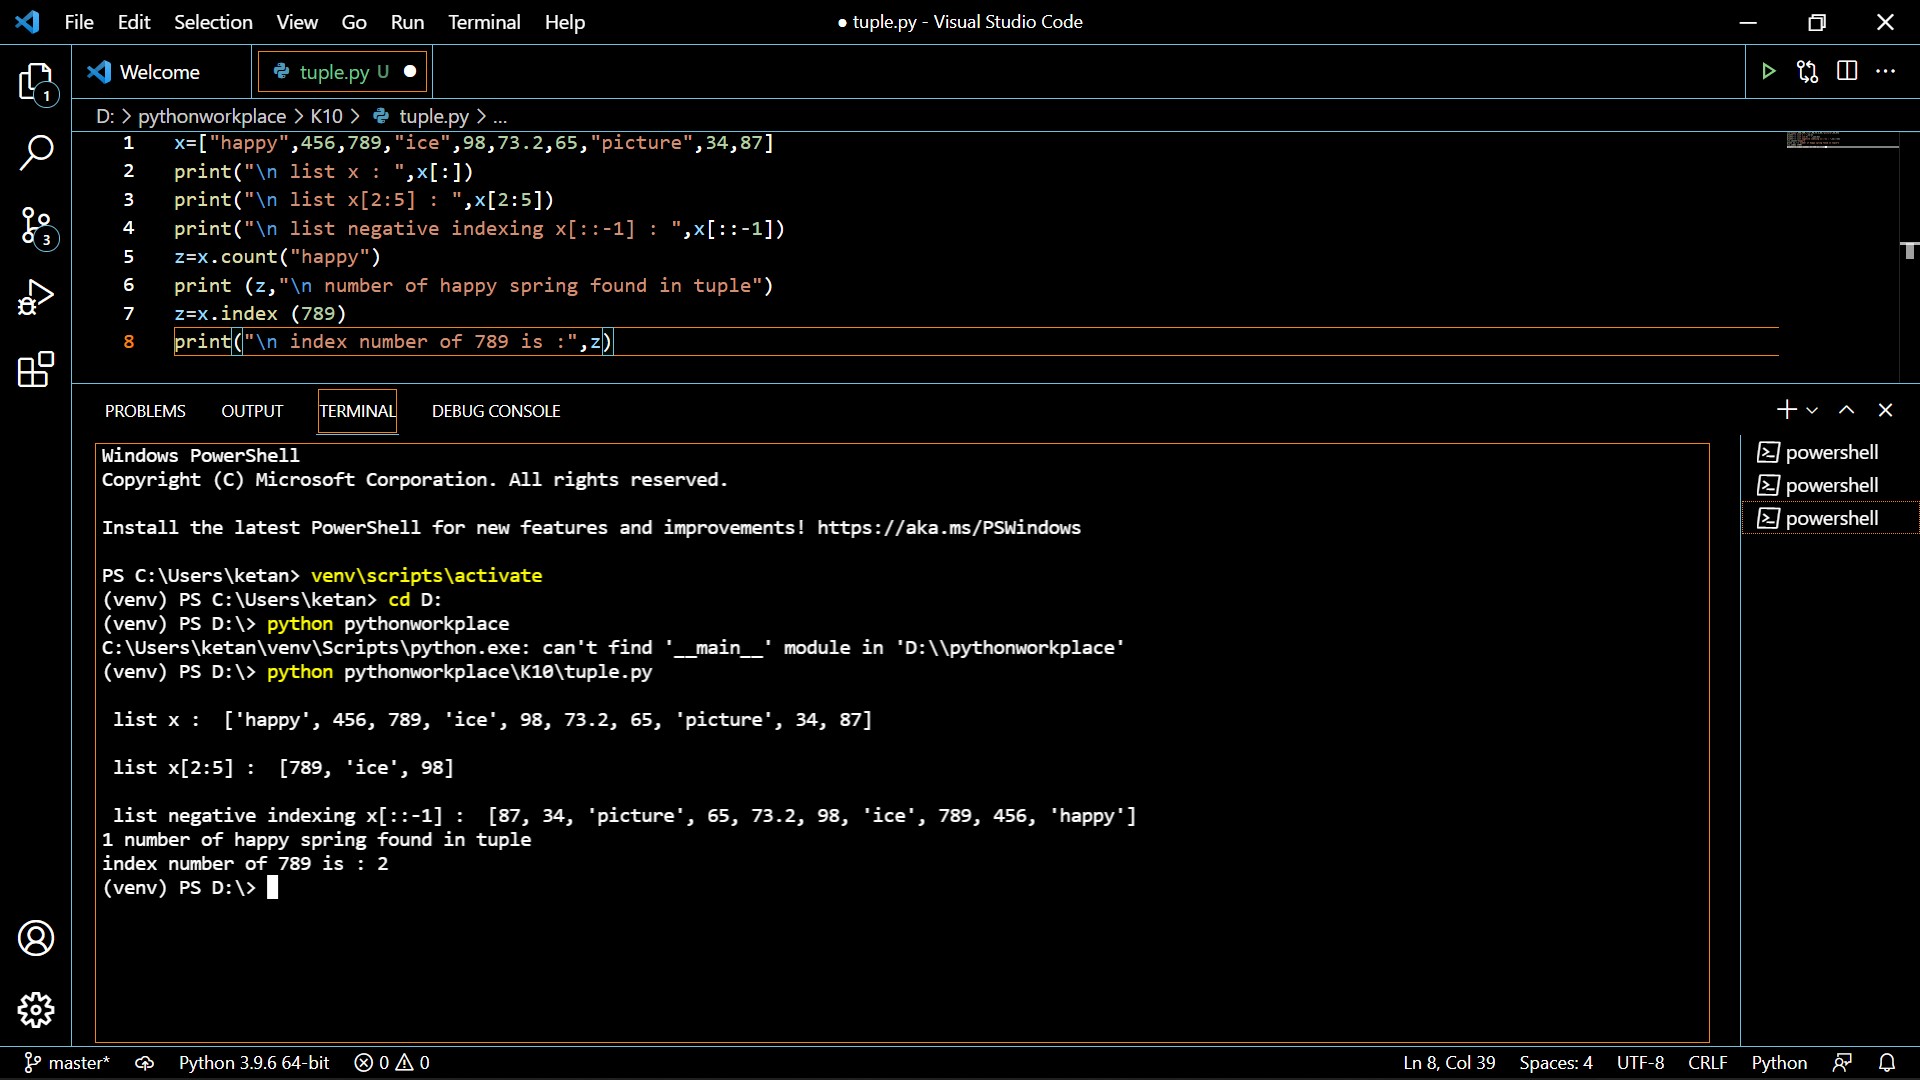 File Edit Selection View Go Run Terminal Help
● tuple.py - Visual Studio Code
Welcome
tuple.py U
D: > pythonworkplace > K10 > tuple.py > ...
1 x=["happy",456,789,"ice",98,73.2,65,"picture",34,87]
2 print("\n list x : ",x[:])
3 print("\n list x[2:5] : ",x[2:5])
4 print("\n list negative indexing x[::-1] : ",x[::-1])
5 z=x.count("happy")
6 print (z,"\n number of happy spring found in tuple")
7 z=x.index (789)
8 print("\n index number of 789 is :",z)
1
3
PROBLEMS OUTPUT TERMINAL DEBUG CONSOLE
Windows PowerShell
Copyright (C) Microsoft Corporation. All rights reserved.
Install the latest PowerShell for new features and improvements! https://aka.ms/PSWindows
PS C:\Users\ketan> venv\scripts\activate
(venv) PS C:\Users\ketan> cd D:
(venv) PS D:\> python pythonworkplace
C:\Users\ketan\venv\Scripts\python.exe: can't find '__main__' module in 'D:\\pythonworkplace'
(venv) PS D:\> python pythonworkplace\K10\tuple.py
list x :  ['happy', 456, 789, 'ice', 98, 73.2, 65, 'picture', 34, 87]
list x[2:5] :  [789, 'ice', 98]
list negative indexing x[::-1] :  [87, 34, 'picture', 65, 73.2, 98, 'ice', 789, 456, 'happy']
1 number of happy spring found in tuple
index number of 789 is : 2
(venv) PS D:\>
powershell
powershell
powershell
master* Python 3.9.6 64-bit 0 0
Ln 8, Col 39 Spaces: 4 UTF-8 CRLF Python